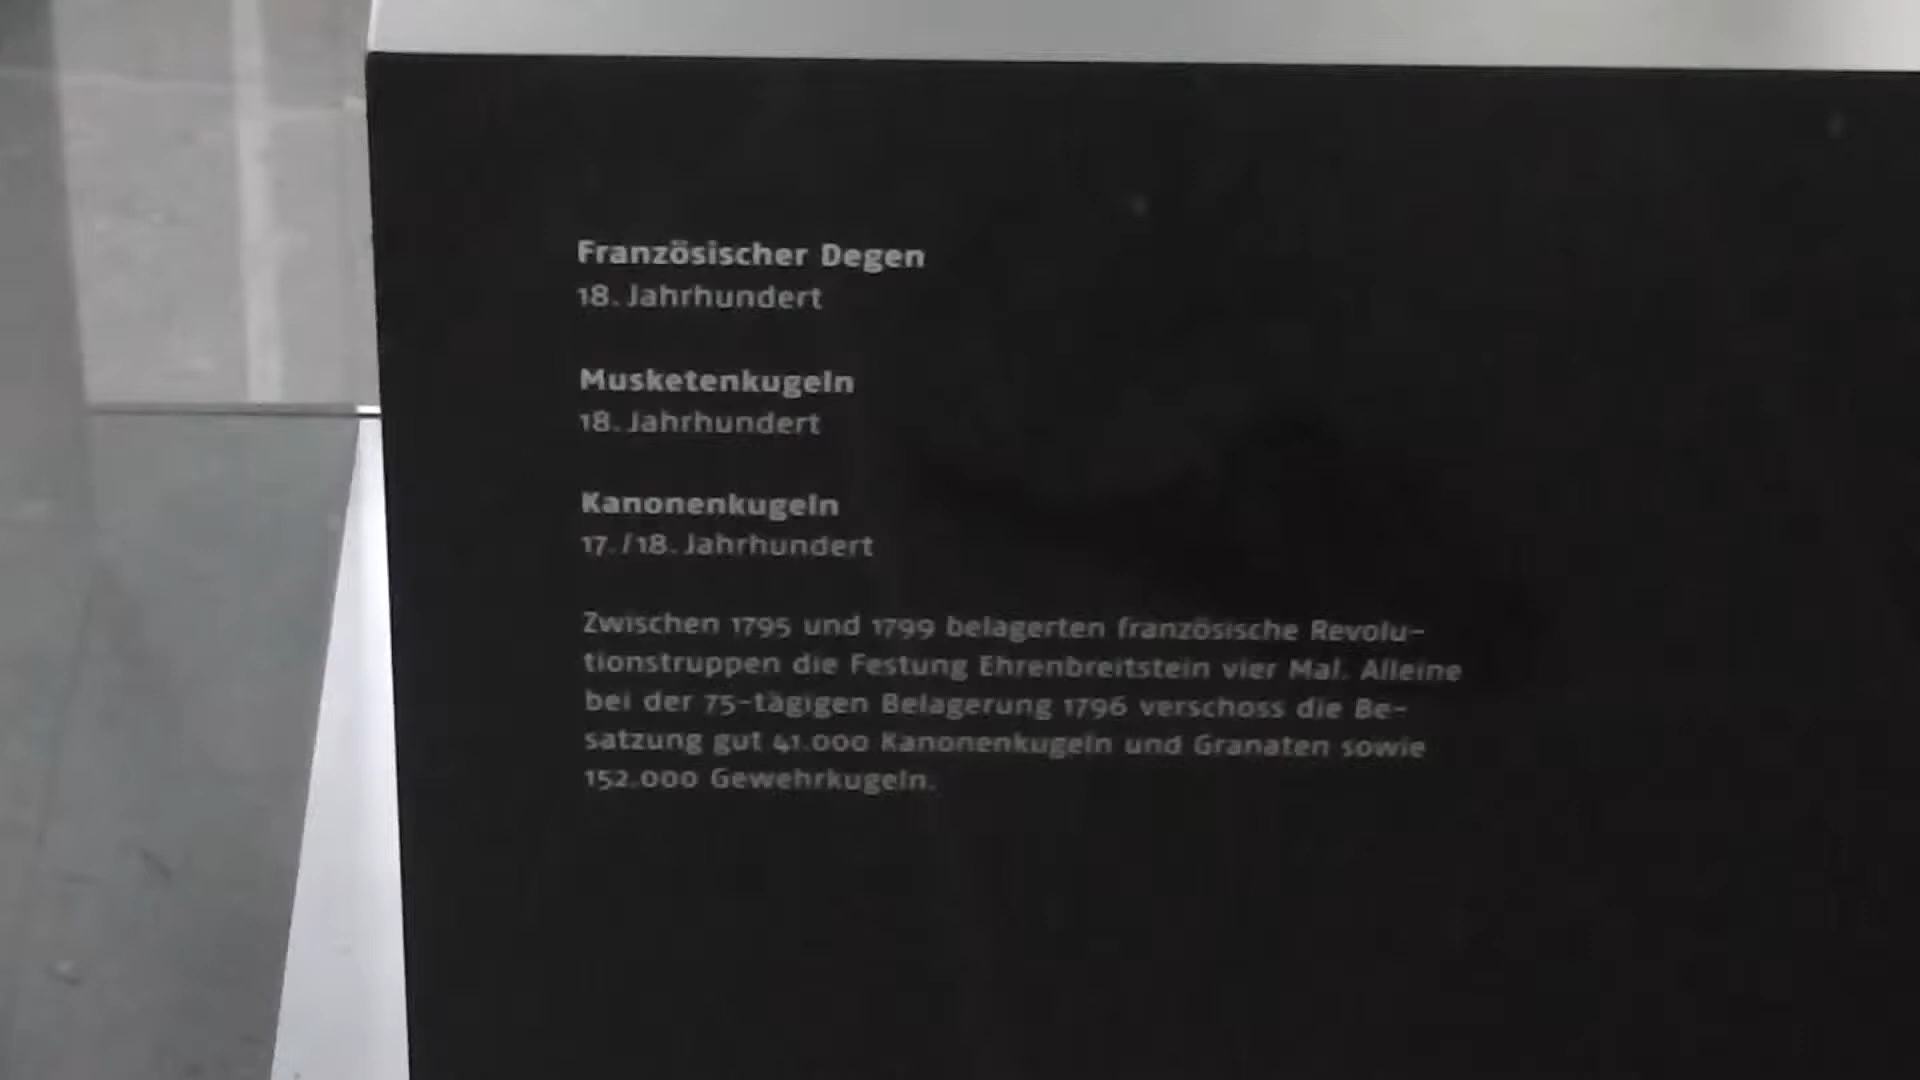 Französischer Degen
18. Jahrhundert
Musketenkugeln
18. Jahrhundert
Kanonenkugeln
17. / 18. Jahrhundert
Zwischen 1795 und 1799 belagerten französische Revolu-
tionstruppen die Festung Ehrenbreitstein vier Mal. Alleine
bei der 75-tägigen Belagerung 1796 verschoss die Be-
satzung gut 41.000 Kanonenkugeln und Granaten sowie
152.000 Gewehrkugeln.